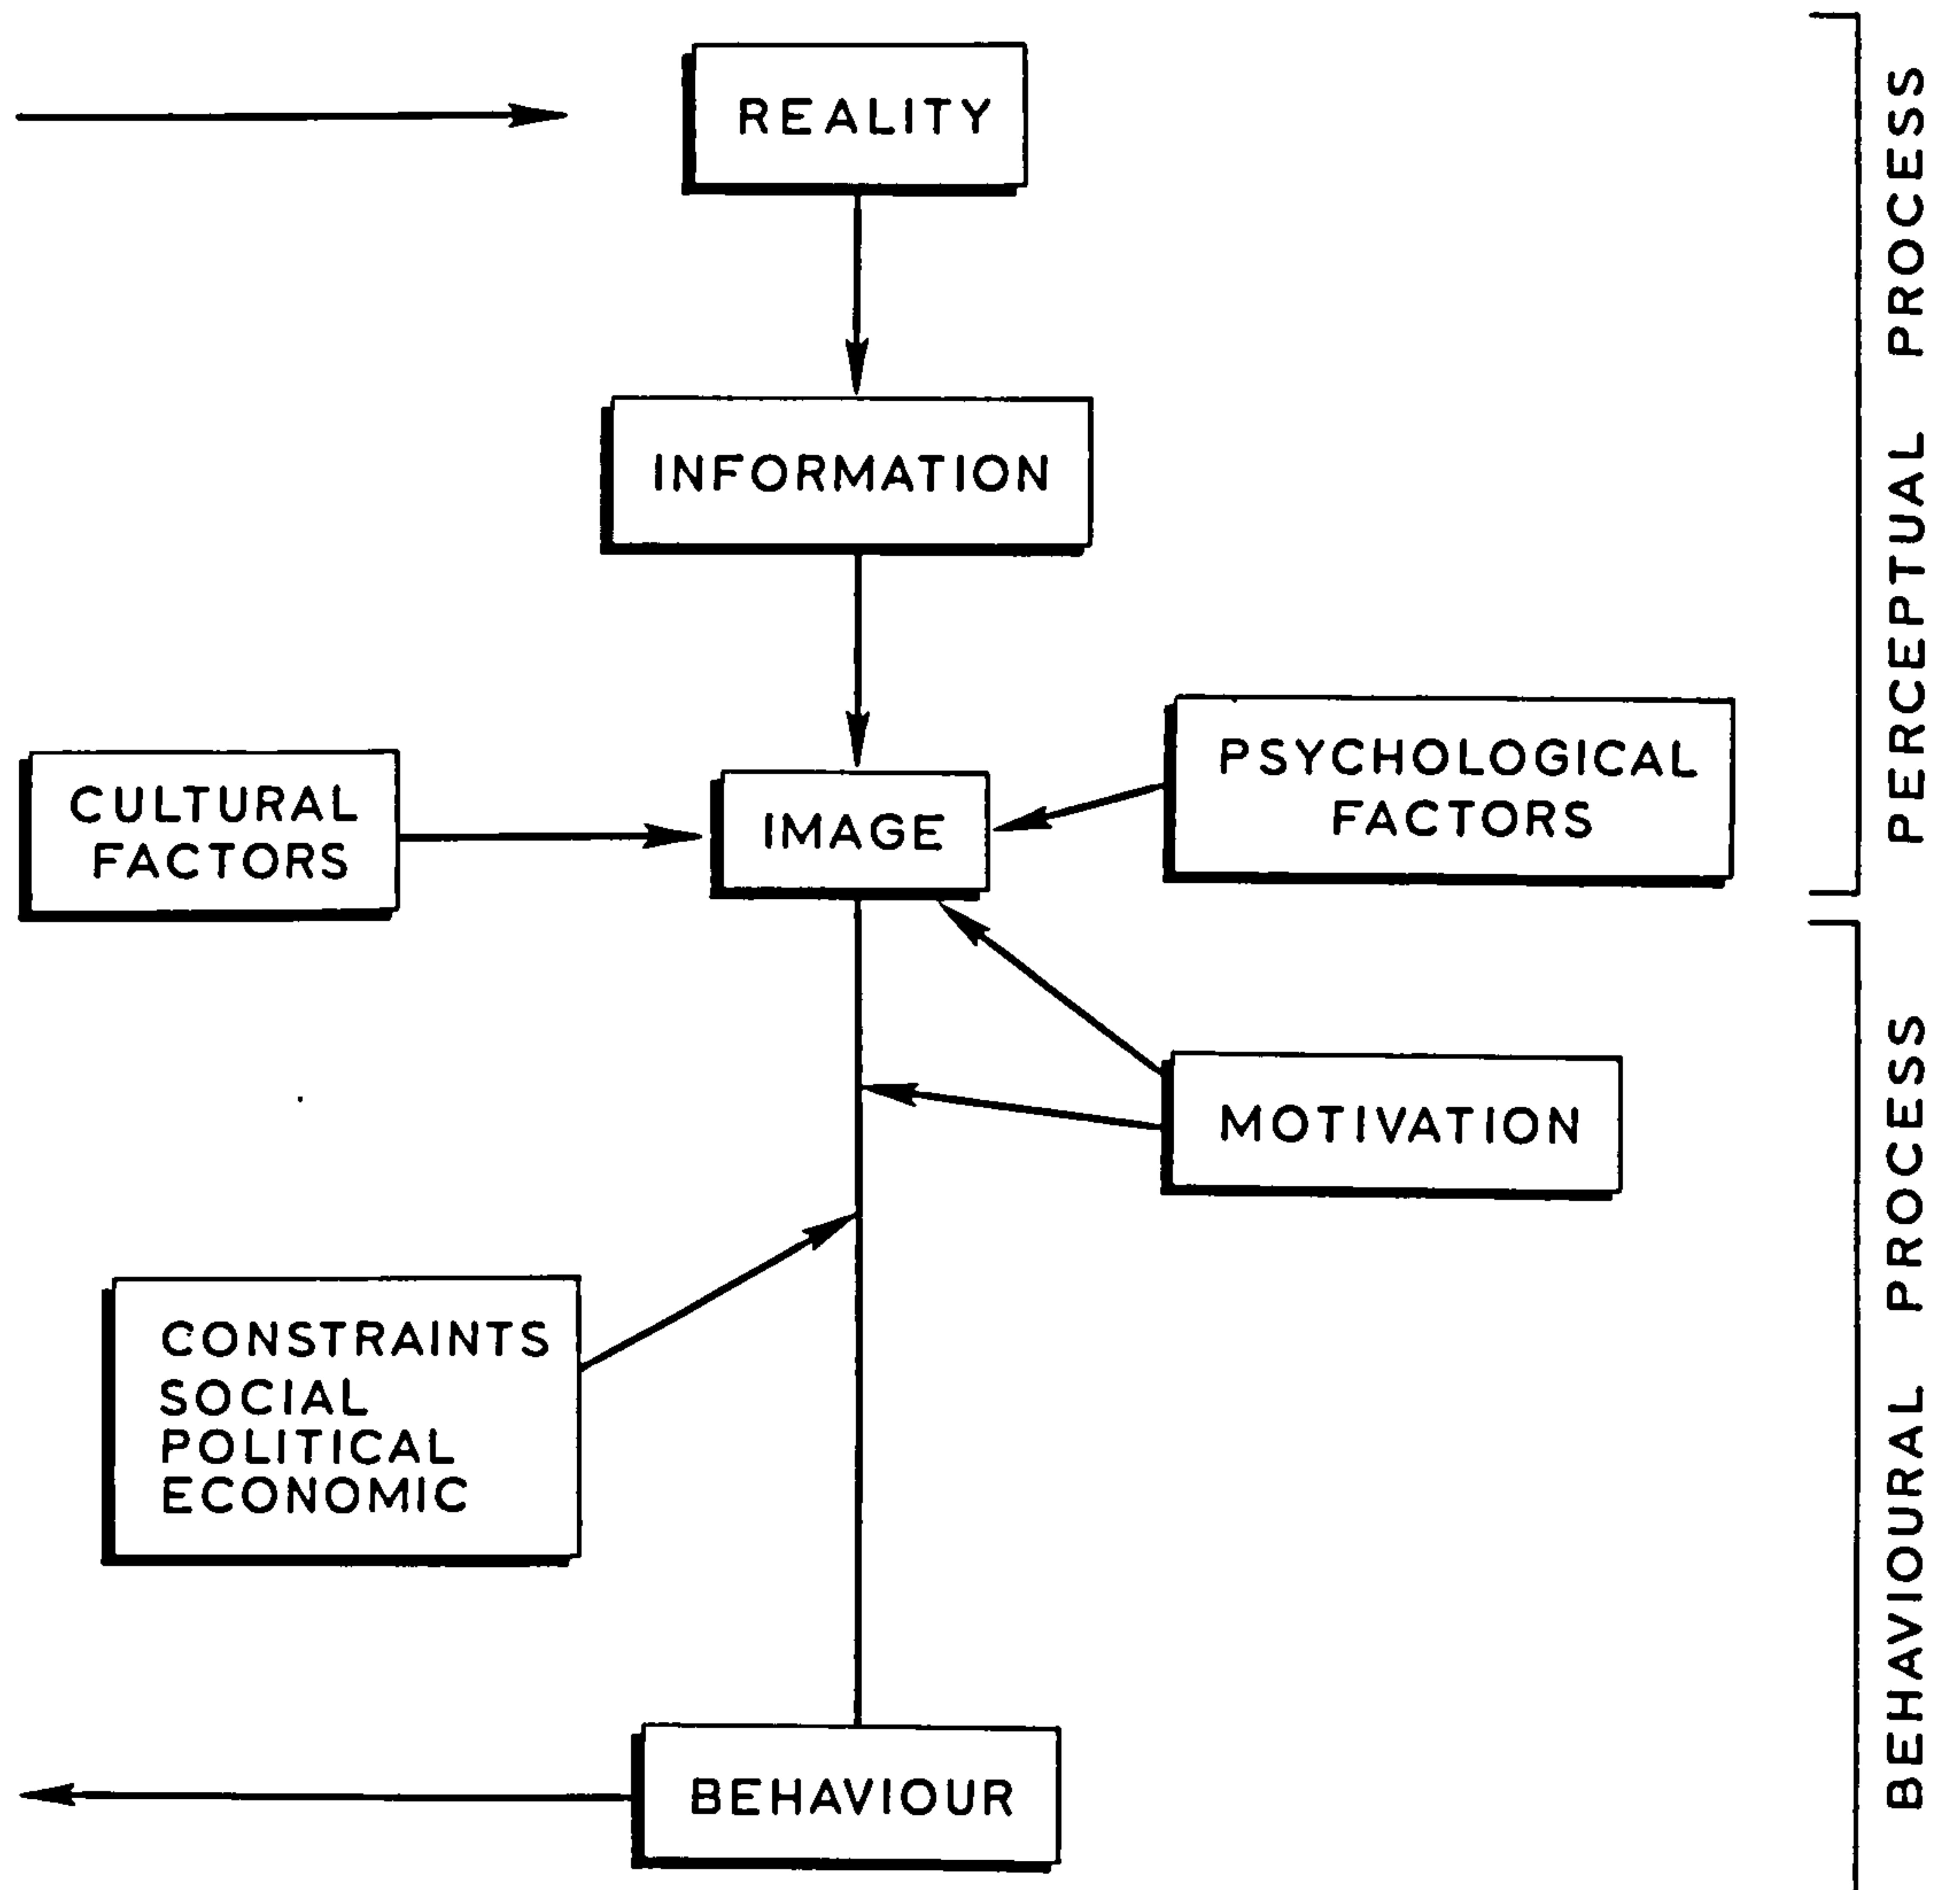 REALITY
INFORMATION
CULTURAL
FACTORS
IMAGE
PSYCHOLOGICAL
FACTORS
MOTIVATION
CONSTRAINTS
SOCIAL
POLITICAL
ECONOMIC
BEHAVIOUR
PERCEPTUAL PROCESS
BEHAVIOURAL PROCESS